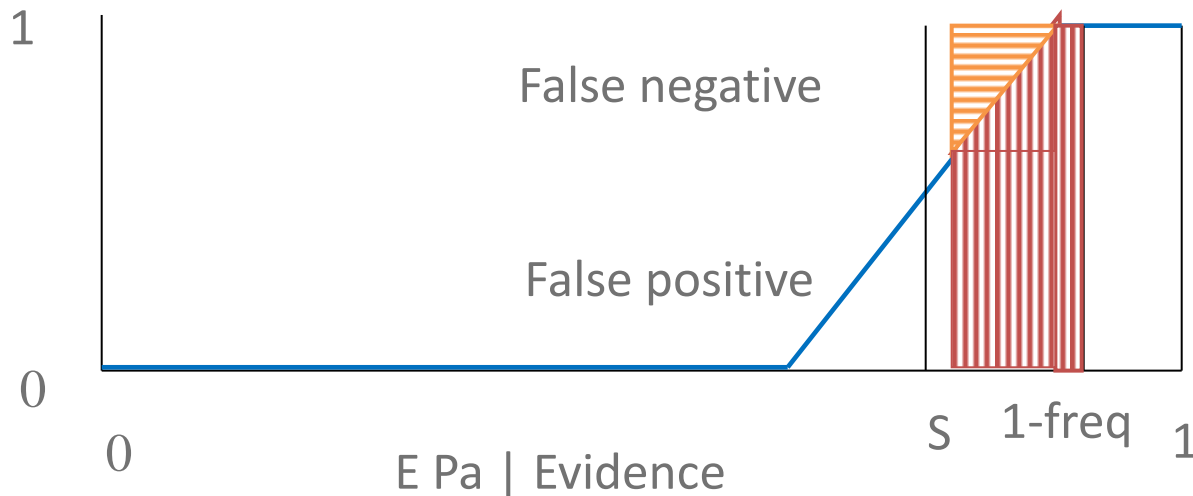 1
False negative
False positive
0
0
S
1-freq
1
E Pa | Evidence